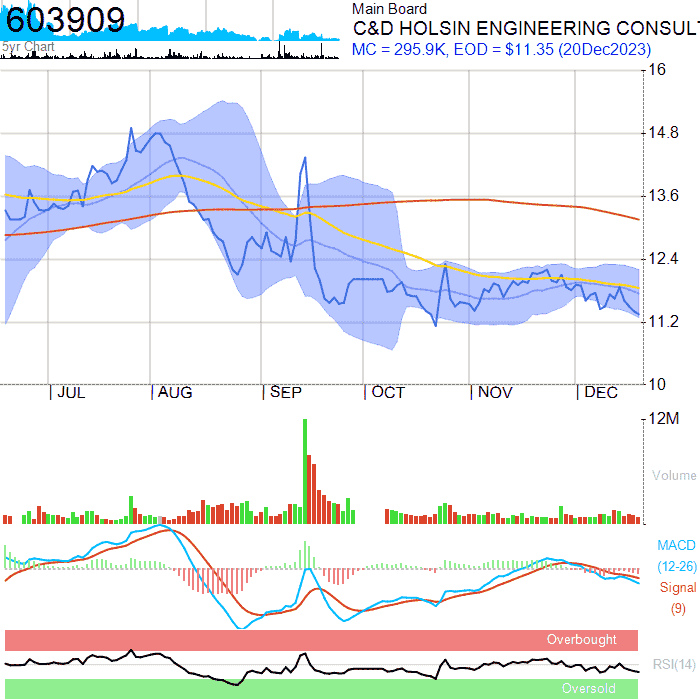 603909
5yr Chart
Main Board
C&D HOLSIN ENGINEERING CONSUL
MC = 295.9K, EOD = $11.35 (20Dec2023)
16
14.8
13.6
12.4
11.2
10
JUL AUG SEP OCT NOV DEC
12M
Volume
MACD
(12-26)
Signal
(9)
Overbought
RSI(14)
Oversold